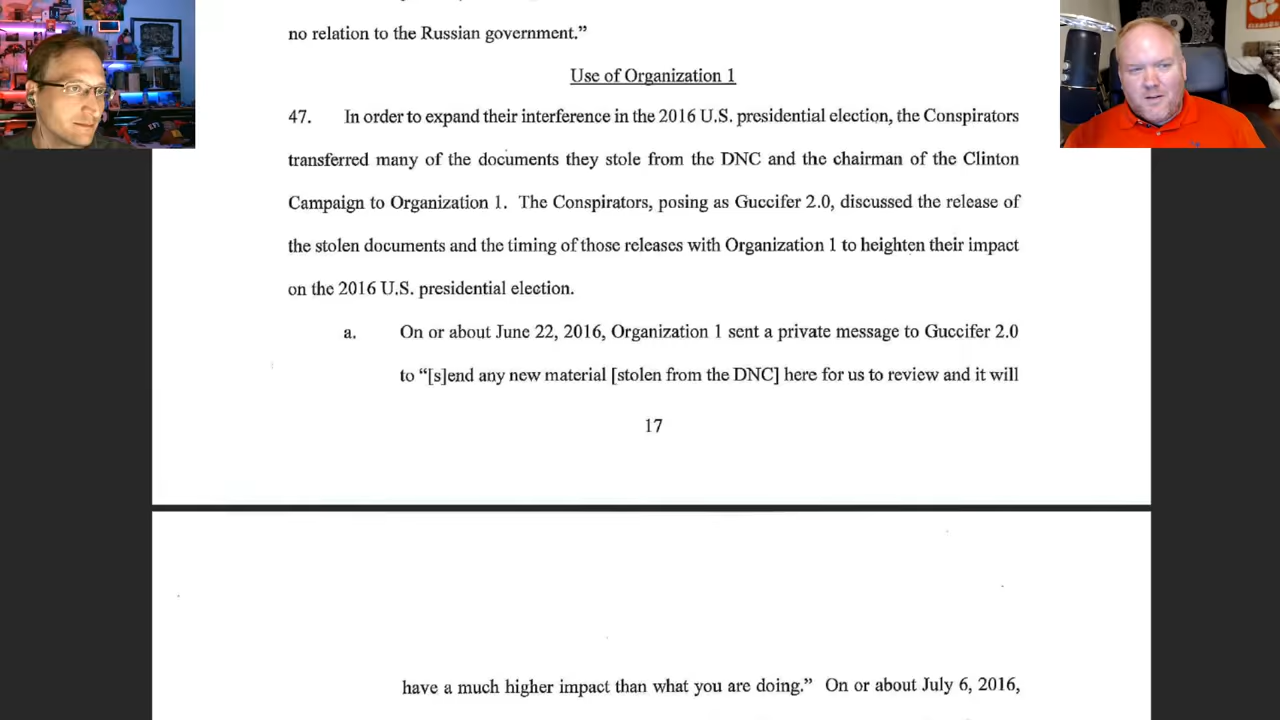 no relation to the Russian government.”
Use of Organization 1
47. In order to expand their interference in the 2016 U.S. presidential election, the Conspirators
transferred many of the documents they stole from the DNC and the chairman of the Clinton
Campaign to Organization 1. The Conspirators, posing as Guccifer 2.0, discussed the release of
the stolen documents and the timing of those releases with Organization 1 to heighten their impact
on the 2016 U.S. presidential election.
a. On or about June 22, 2016, Organization 1 sent a private message to Guccifer 2.0
to “[s]end any new material [stolen from the DNC] here for us to review and it will
17
have a much higher impact than what you are doing.” On or about July 6, 2016,